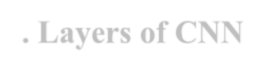 . Layers of CNN